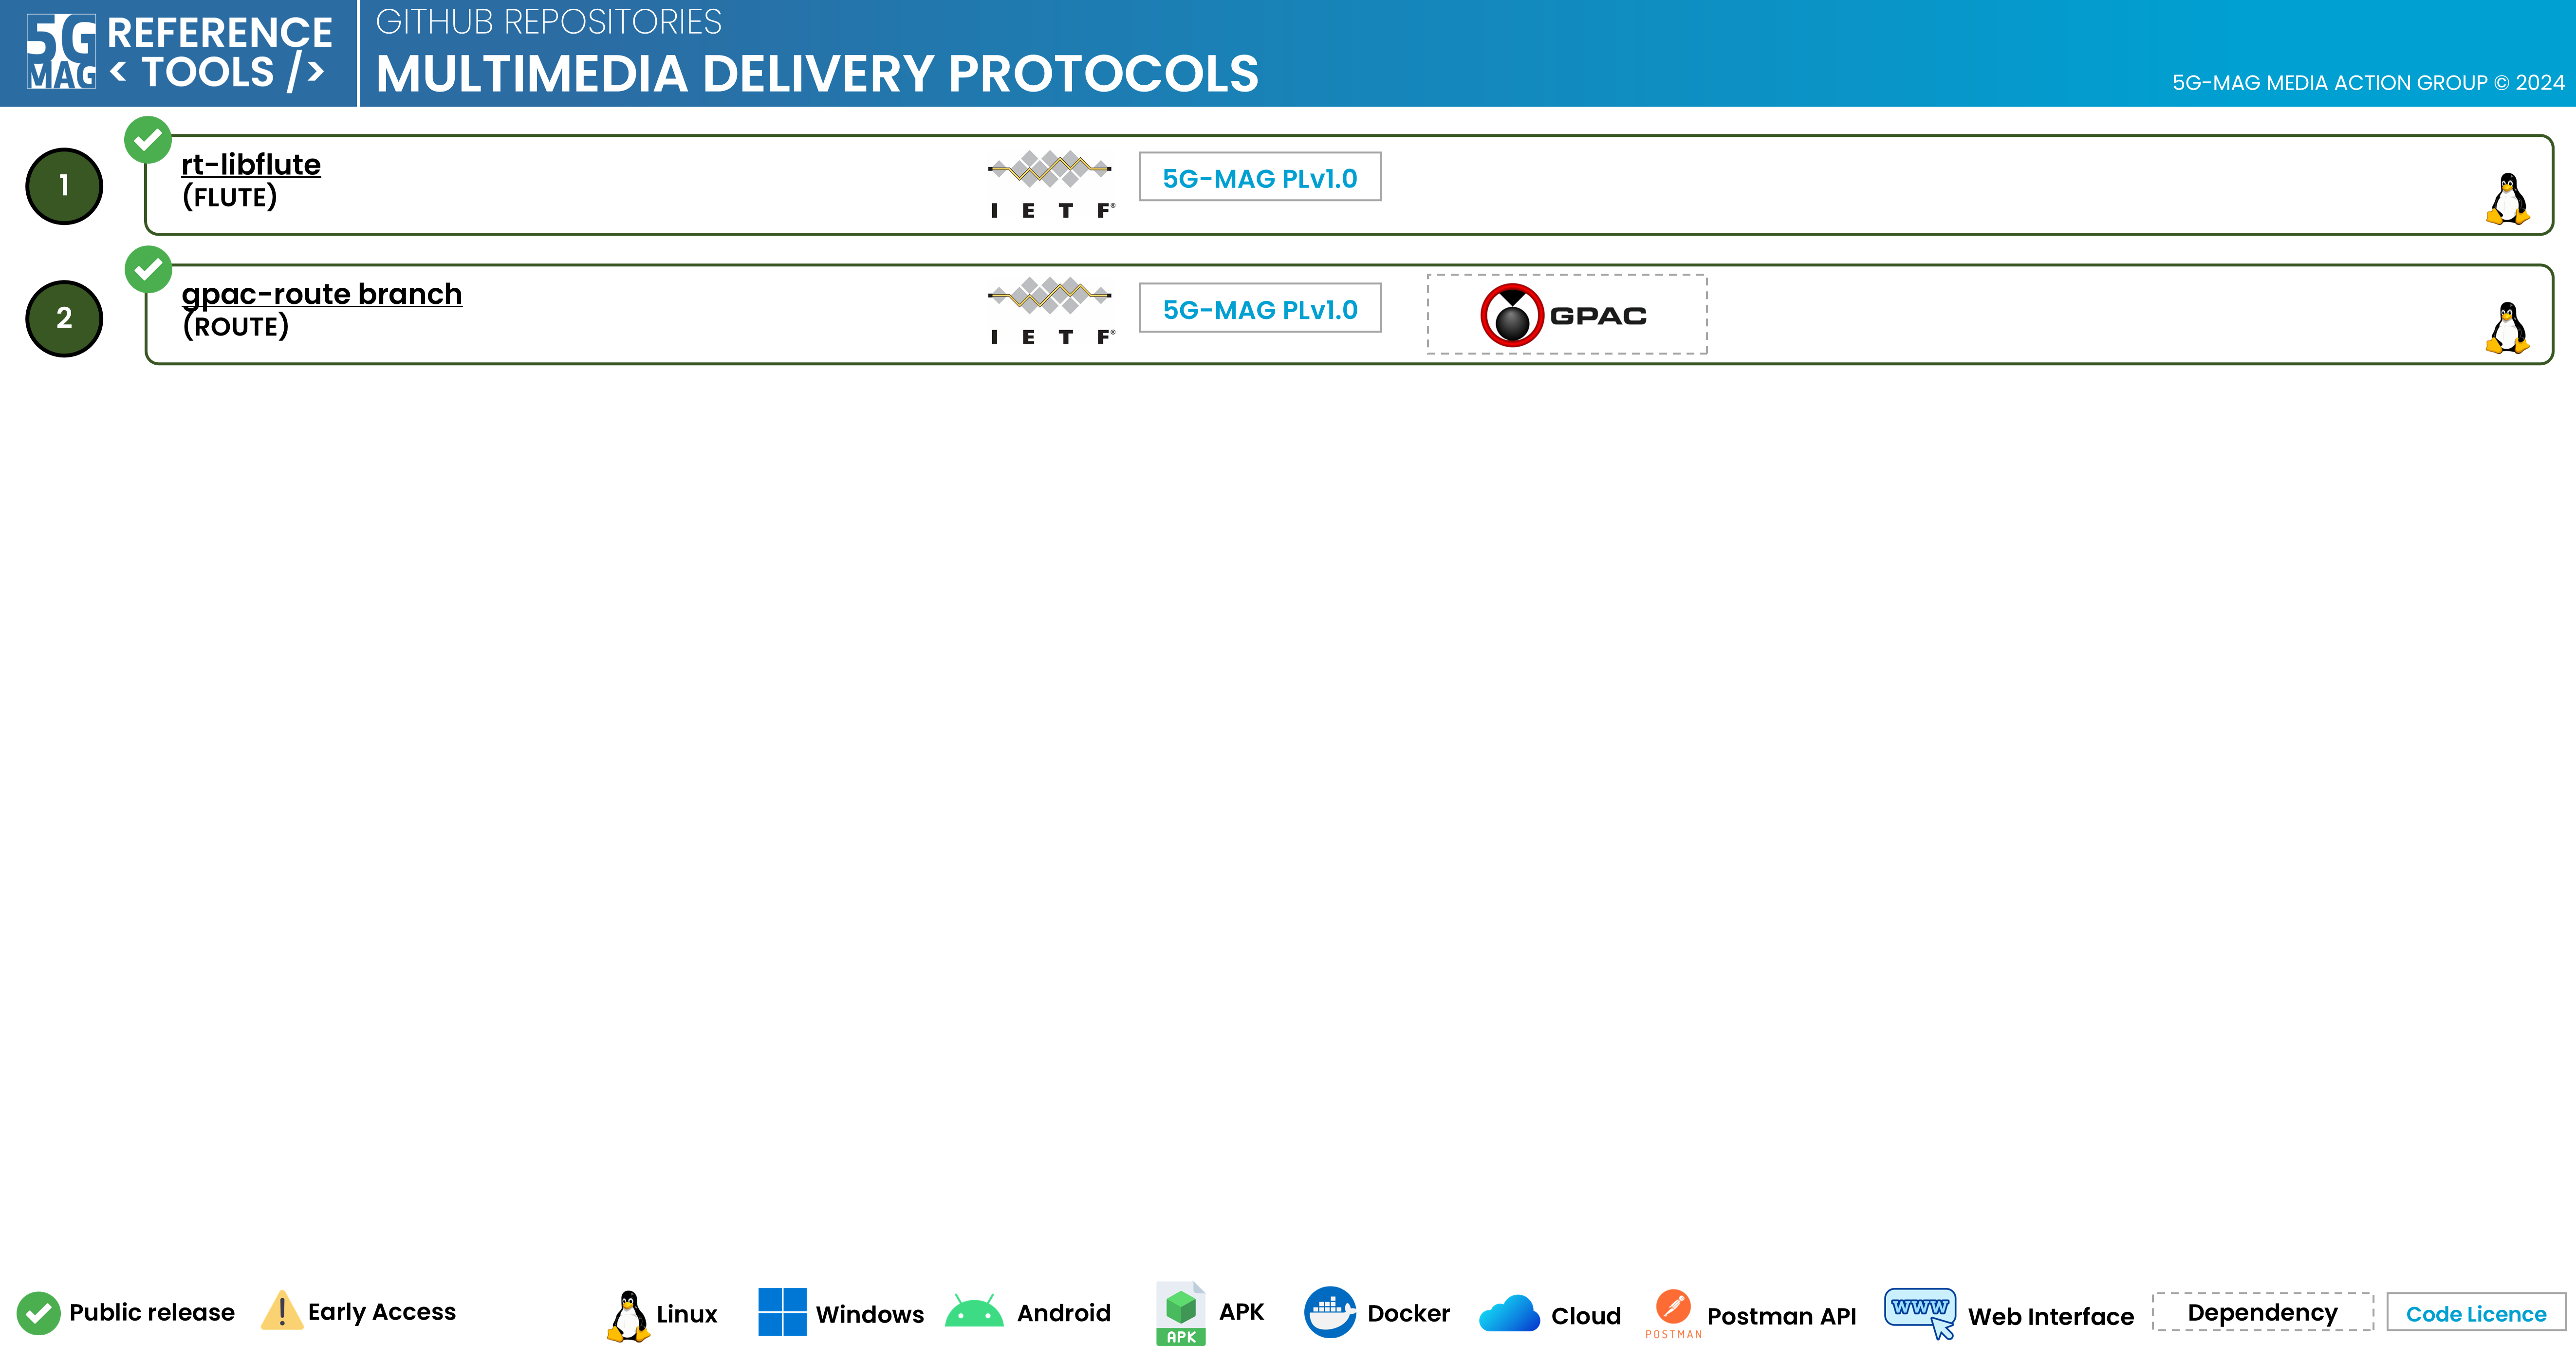 5G
MAG
REFERENCE
< TOOLS />
GITHUB REPOSITORIES
MULTIMEDIA DELIVERY PROTOCOLS
5G-MAG MEDIA ACTION GROUP © 2024
1
rt-libflute
(FLUTE)
I E T F®
5G-MAG PLv1.0
2
gpac-route branch
(ROUTE)
I E T F®
5G-MAG PLv1.0
GPAC
Public release
Early Access
Linux
Windows
Android
APK
APK
Docker
Cloud
POSTMAN
Postman API
WWW
Web Interface
Dependency
Code Licence